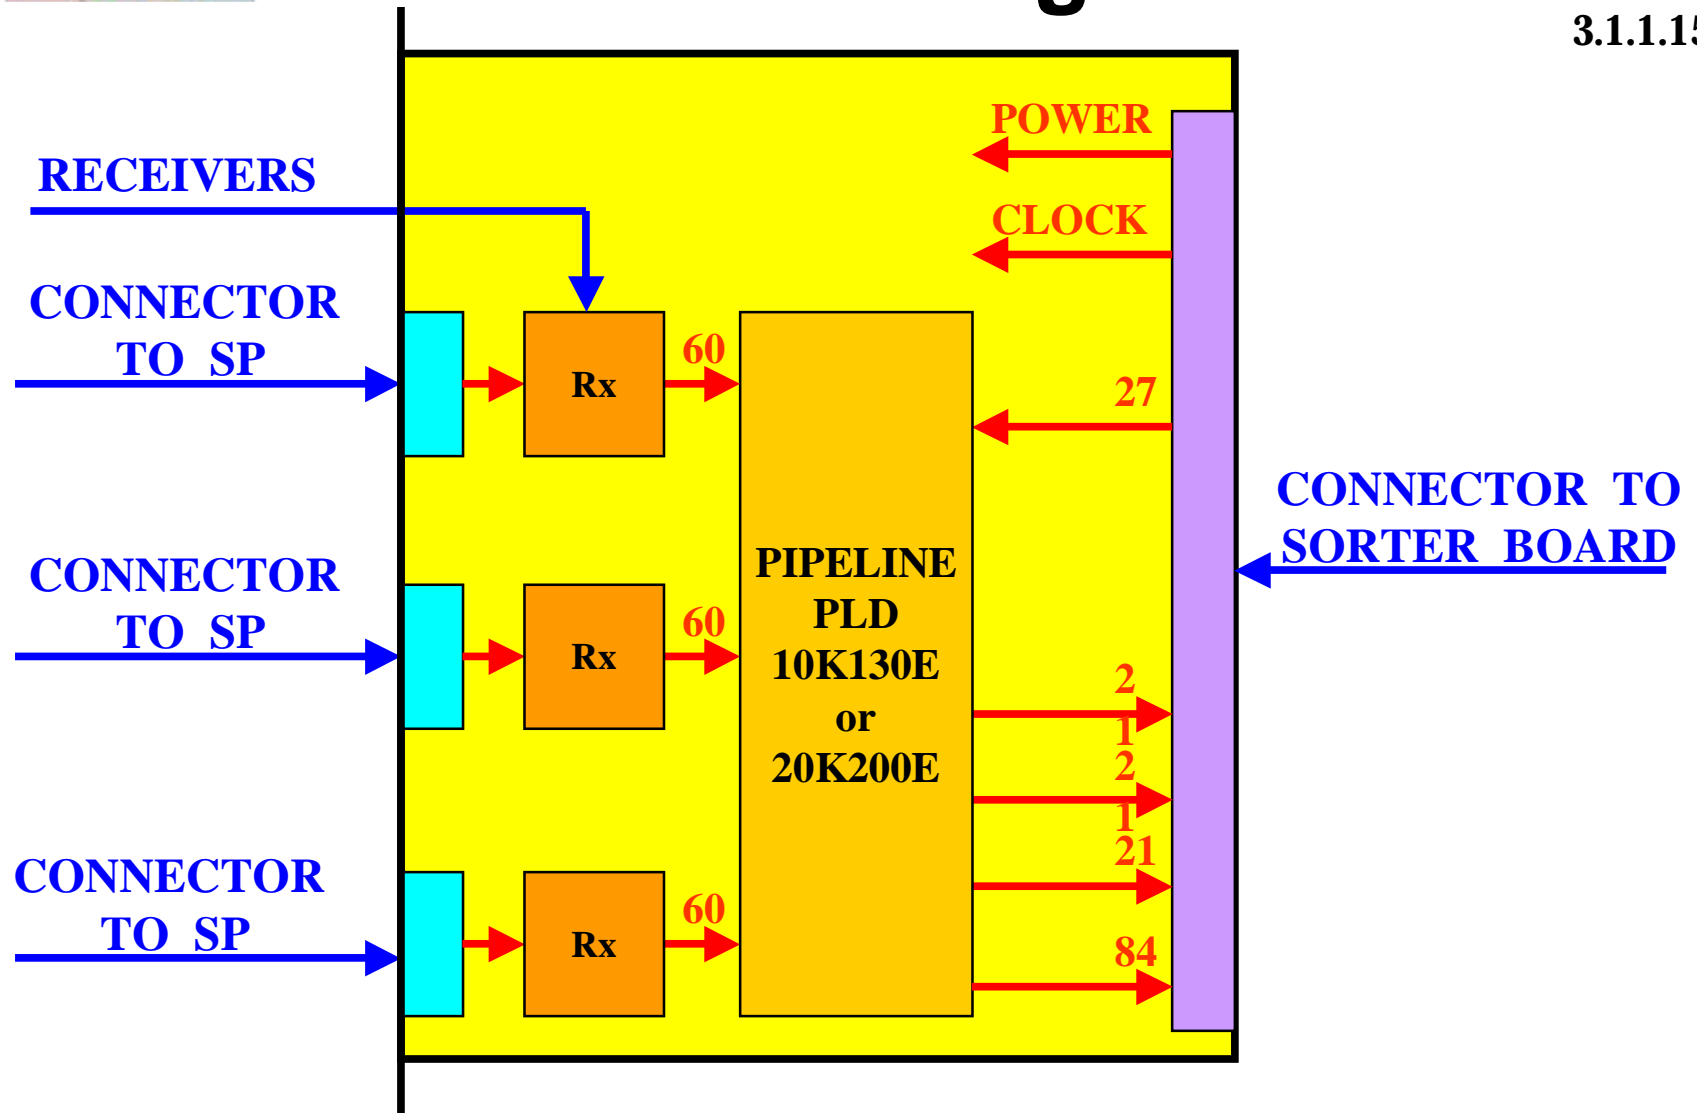 3.1.1.15
POWER
RECEIVERS
CLOCK
CONNECTOR
TO SP
60
Rx
27
CONNECTOR TO
SORTER BOARD
CONNECTOR
TO SP
60
Rx
PIPELINE
PLD
10K130E
or
20K200E
2
1
2
1
21
CONNECTOR
TO SP
60
Rx
84